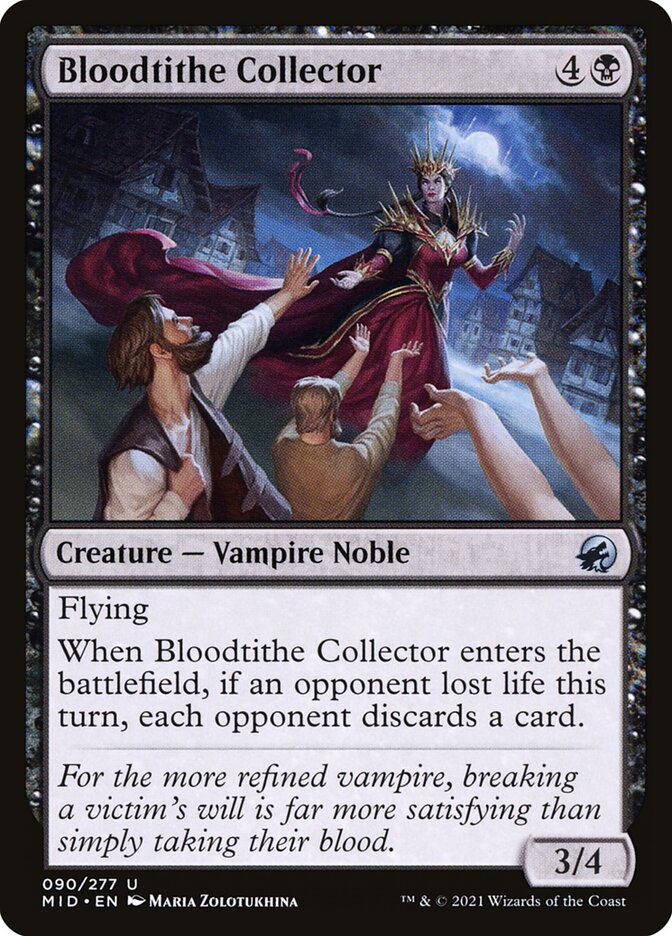 Bloodtithe Collector 4
Creature — Vampire Noble
Flying
When Bloodtithe Collector enters the
battlefield, if an opponent lost life this
turn, each opponent discards a card.
For the more refined vampire, breaking
a victim's will is far more satisfying than
simply taking their blood.
3/4
090/277 U
MID • EN Maria Zolotukhina
™ & © 2021 Wizards of the Coast